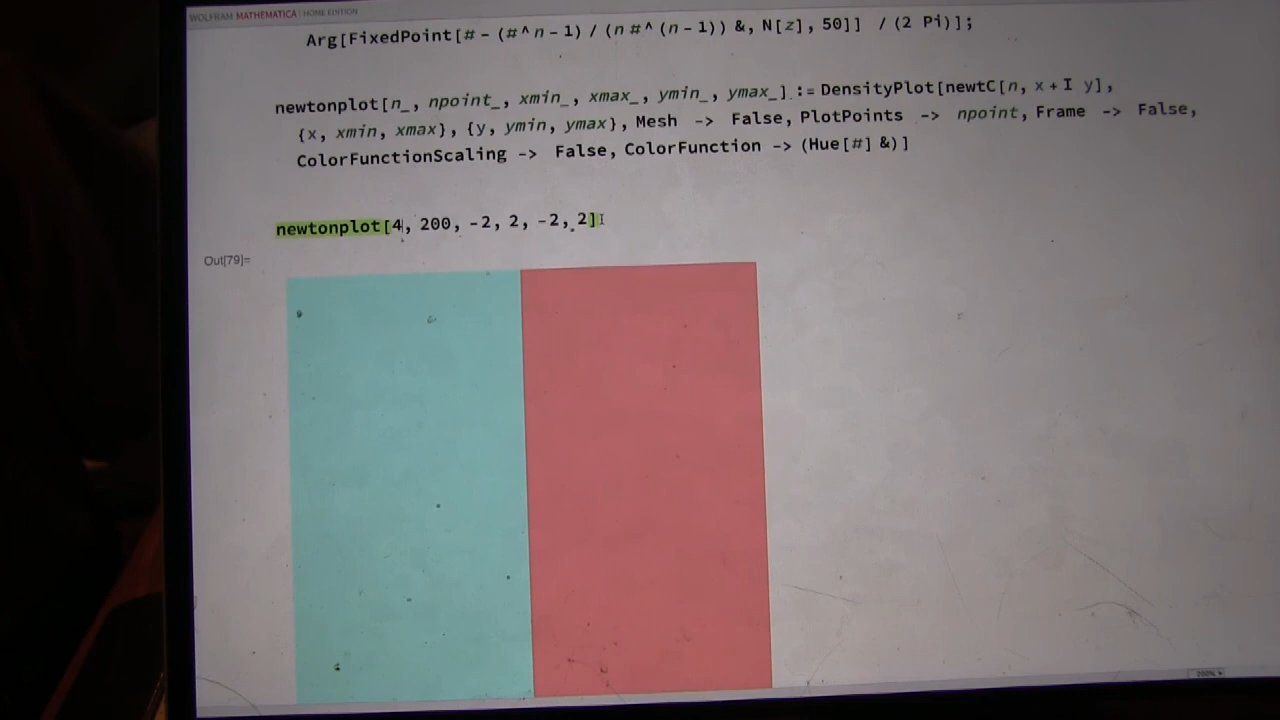 WOLFRAM MATHEMATICA | HOME EDITION
Arg[FixedPoint[# - (#^n - 1) / (n #^(n - 1)) &, N[z], 50]] / (2 Pi)];
newtonplot[n_, npoint_, xmin_, xmax_, ymin_, ymax_] := DensityPlot[newtC[n, x + I y],
{x, xmin, xmax}, {y, ymin, ymax}, Mesh -> False, PlotPoints -> npoint, Frame -> False,
ColorFunctionScaling -> False, ColorFunction -> (Hue[#] &)]
newtonplot[4, 200, -2, 2, -2, 2]
Out[79]=
200%